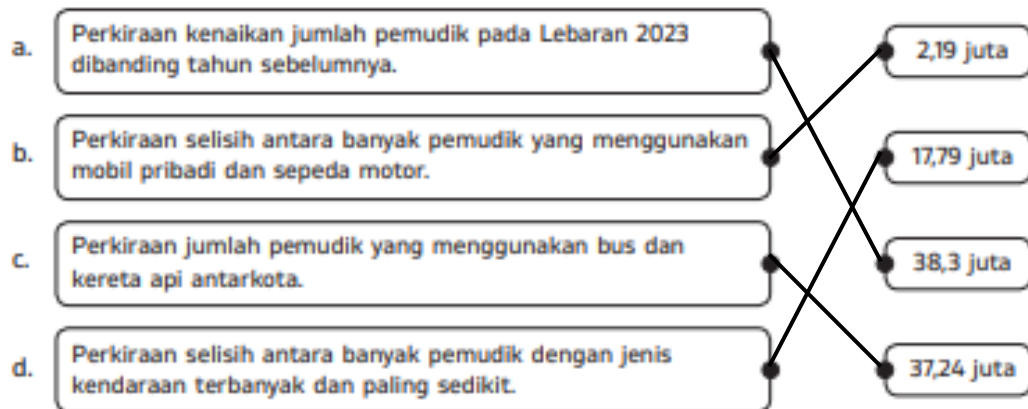 a.
Perkiraan kenaikan jumlah pemudik pada Lebaran 2023
dibanding tahun sebelumnya.
2,19 juta
b.
Perkiraan selisih antara banyak pemudik yang menggunakan
mobil pribadi dan sepeda motor.
17,79 juta
c.
Perkiraan jumlah pemudik yang menggunakan bus dan
kereta api antarkota.
38,3 juta
d.
Perkiraan selisih antara banyak pemudik dengan jenis
kendaraan terbanyak dan paling sedikit.
37,24 juta